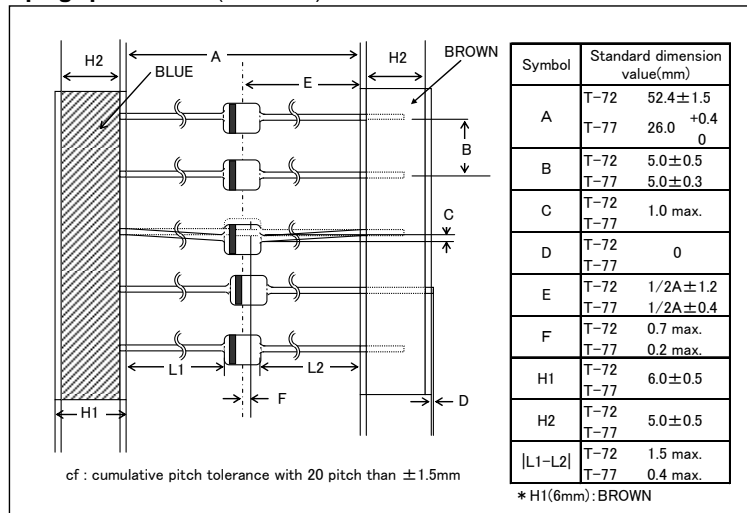 H2
A
H2
BROWN
BLUE
E
B
C
L1
L2
F
H1
D
cf : cumulative pitch tolerance with 20 pitch than ±1.5mm
Symbol Standard dimension
value(mm)
A T-72 52.4±1.5
T-77 26.0 +0.4
0
B T-72 5.0±0.5
T-77 5.0±0.3
C T-72 1.0 max.
T-77
D T-72 0
T-77
E T-72 1/2A±1.2
T-77 1/2A±0.4
F T-72 0.7 max.
T-77 0.2 max.
H1 T-72 6.0±0.5
T-77
H2 T-72 5.0±0.5
T-77
|L1-L2| T-72 1.5 max.
T-77 0.4 max.
*H1(6mm):BROWN